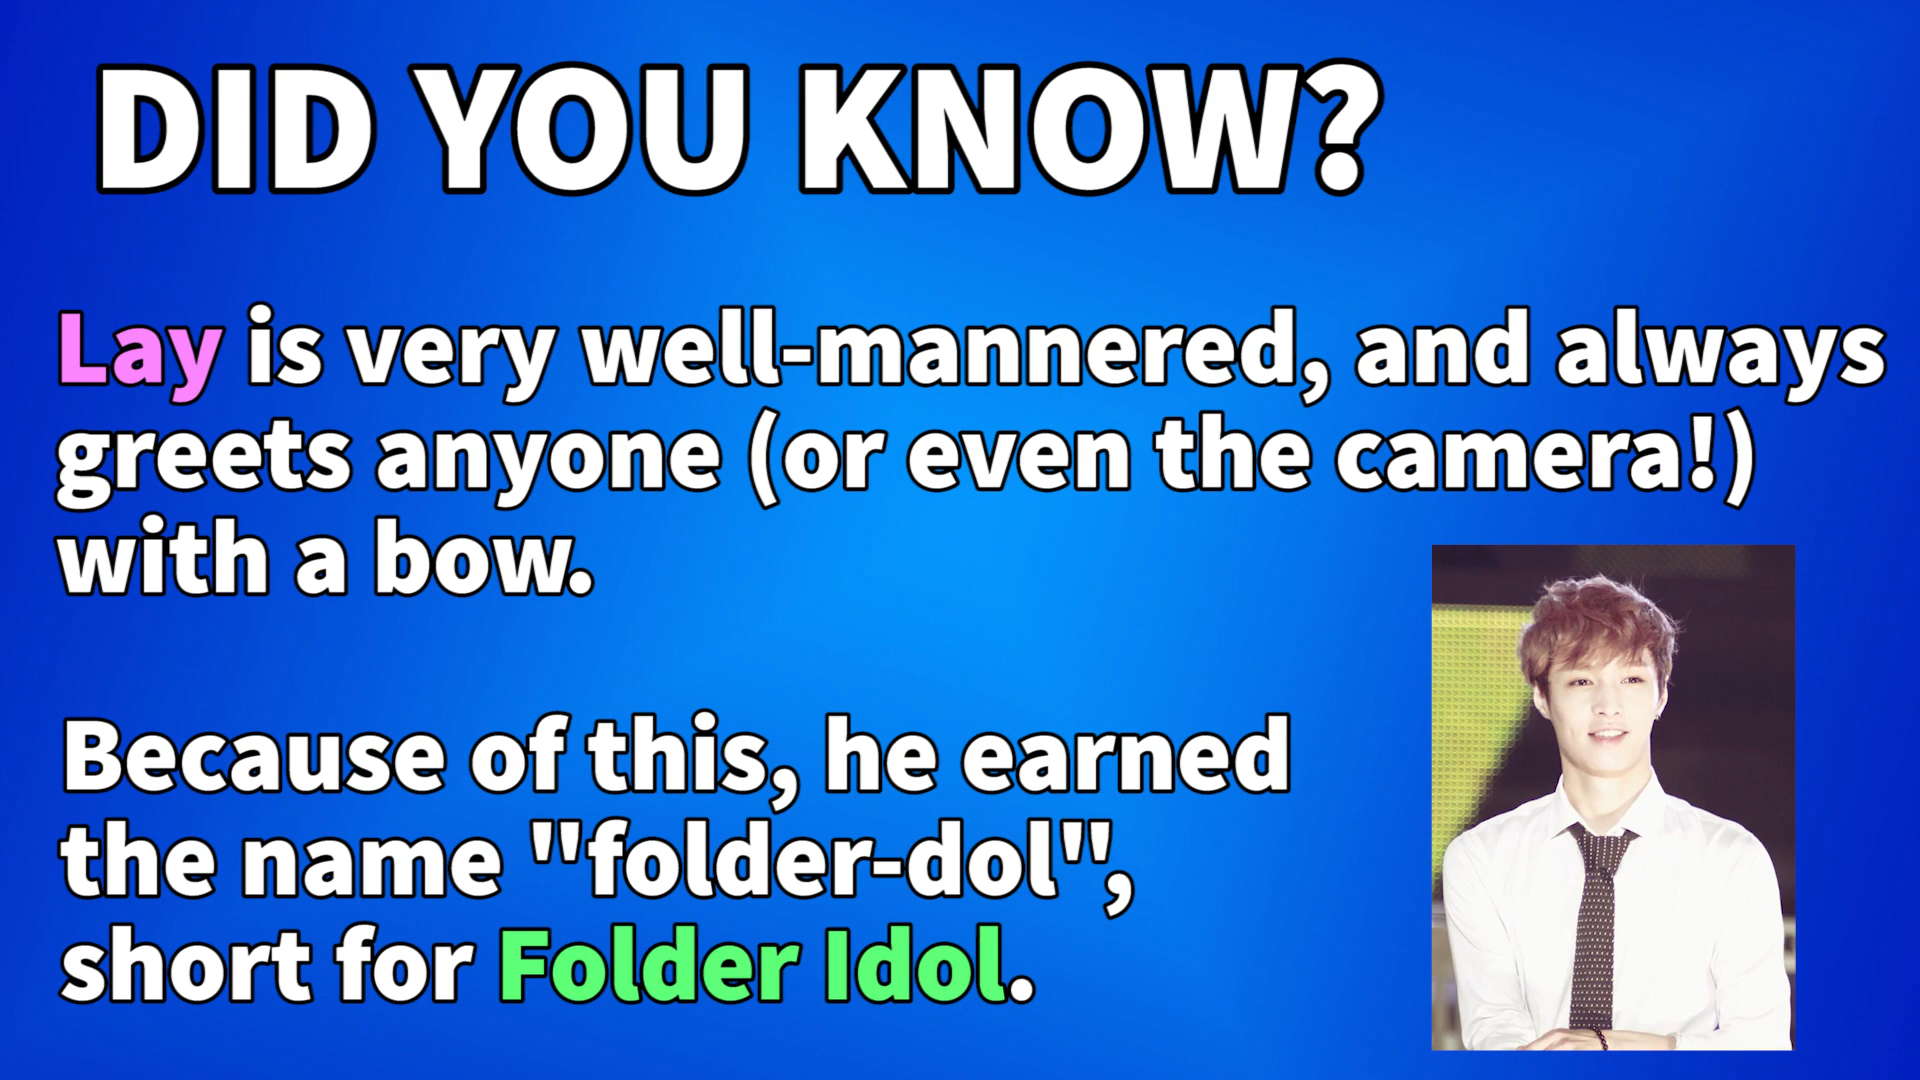 DID YOU KNOW?
Lay is very well-mannered, and always
greets anyone (or even the camera!)
with a bow.
Because of this, he earned
the name "folder-dol",
short for Folder Idol.